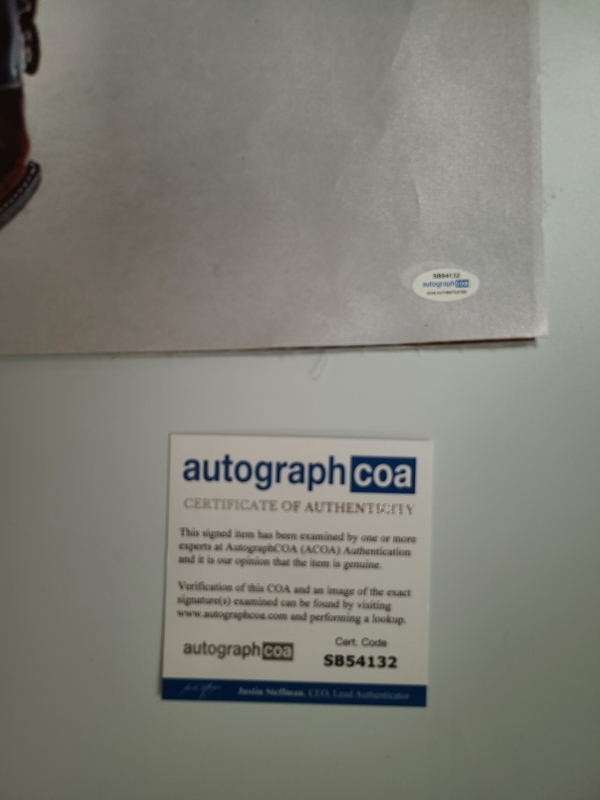 SB54132
autographcoa
autographcoa
CERTIFICATE OF AUTHENTICITY
This signed item has been examined by one or more
experts at AutographCOA (ACOA) Authentication
and it is our opinion that the item is genuine.
Verification of this COA and an image of the exact
signature(s) examined can be found by visiting
www.autographcoa.com and performing a lookup.
autographcoa
Cert. Code
SB54132
Justin Steffman, CEO, Lead Authenticator